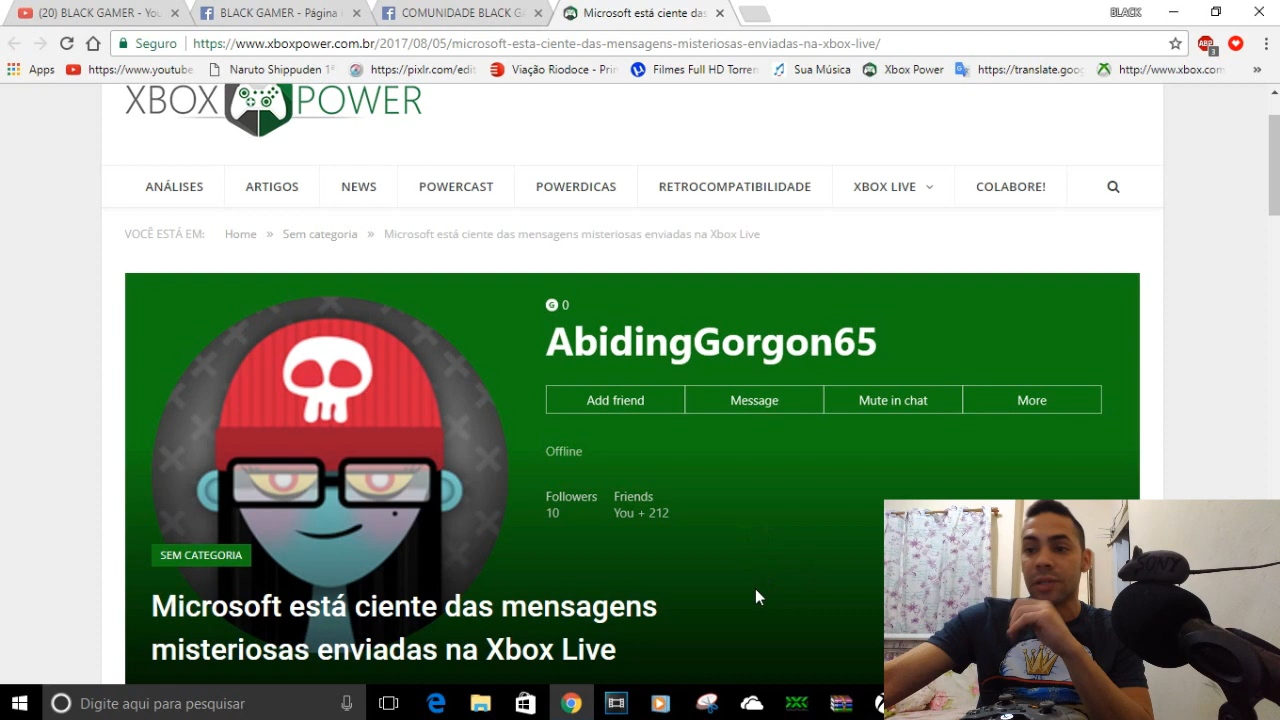 (20) BLACK GAMER - You
BLACK GAMER - Página
COMUNIDADE BLACK GA
Microsoft está ciente das
BLACK
Seguro
https://www.xboxpower.com.br/2017/08/05/microsoft-esta-ciente-das-mensagens-misteriosas-enviadas-na-xbox-live/
ABP
3
Apps
https://www.youtube
Naruto Shippuden 1ª
https://pixlr.com/edit
Viação Riodoce - Prin
Filmes Full HD Torren
Sua Música
Xbox Power
https://translate.goog
http://www.xbox.com
»
XBOX POWER
ANÁLISES
ARTIGOS
NEWS
POWERCAST
POWERDICAS
RETROCOMPATIBILIDADE
XBOX LIVE
COLABORE!
VOCÊ ESTÁ EM: Home » Sem categoria » Microsoft está ciente das mensagens misteriosas enviadas na Xbox Live
G 0
AbidingGorgon65
Add friend
Message
Mute in chat
More
Offline
Followers
10
Friends
You + 212
SEM CATEGORIA
Microsoft está ciente das mensagens
misteriosas enviadas na Xbox Live
Digite aqui para pesquisar